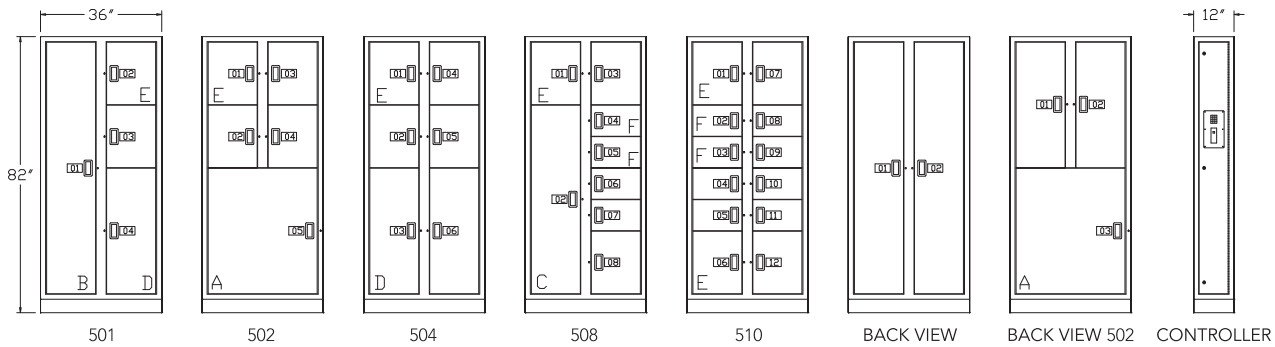 36″
12″
82″
01 02 E 03 04 B D
01 03 E 02 04 05 A
01 04 E 02 05 03 06 D
01 03 E 04 F 05 F 06 02 07 08 C
01 07 E F 02 08 F 03 09 04 10 05 11 06 12 E
01 02
01 02 03 A
501 502 504 508 510 BACK VIEW BACK VIEW 502 CONTROLLER